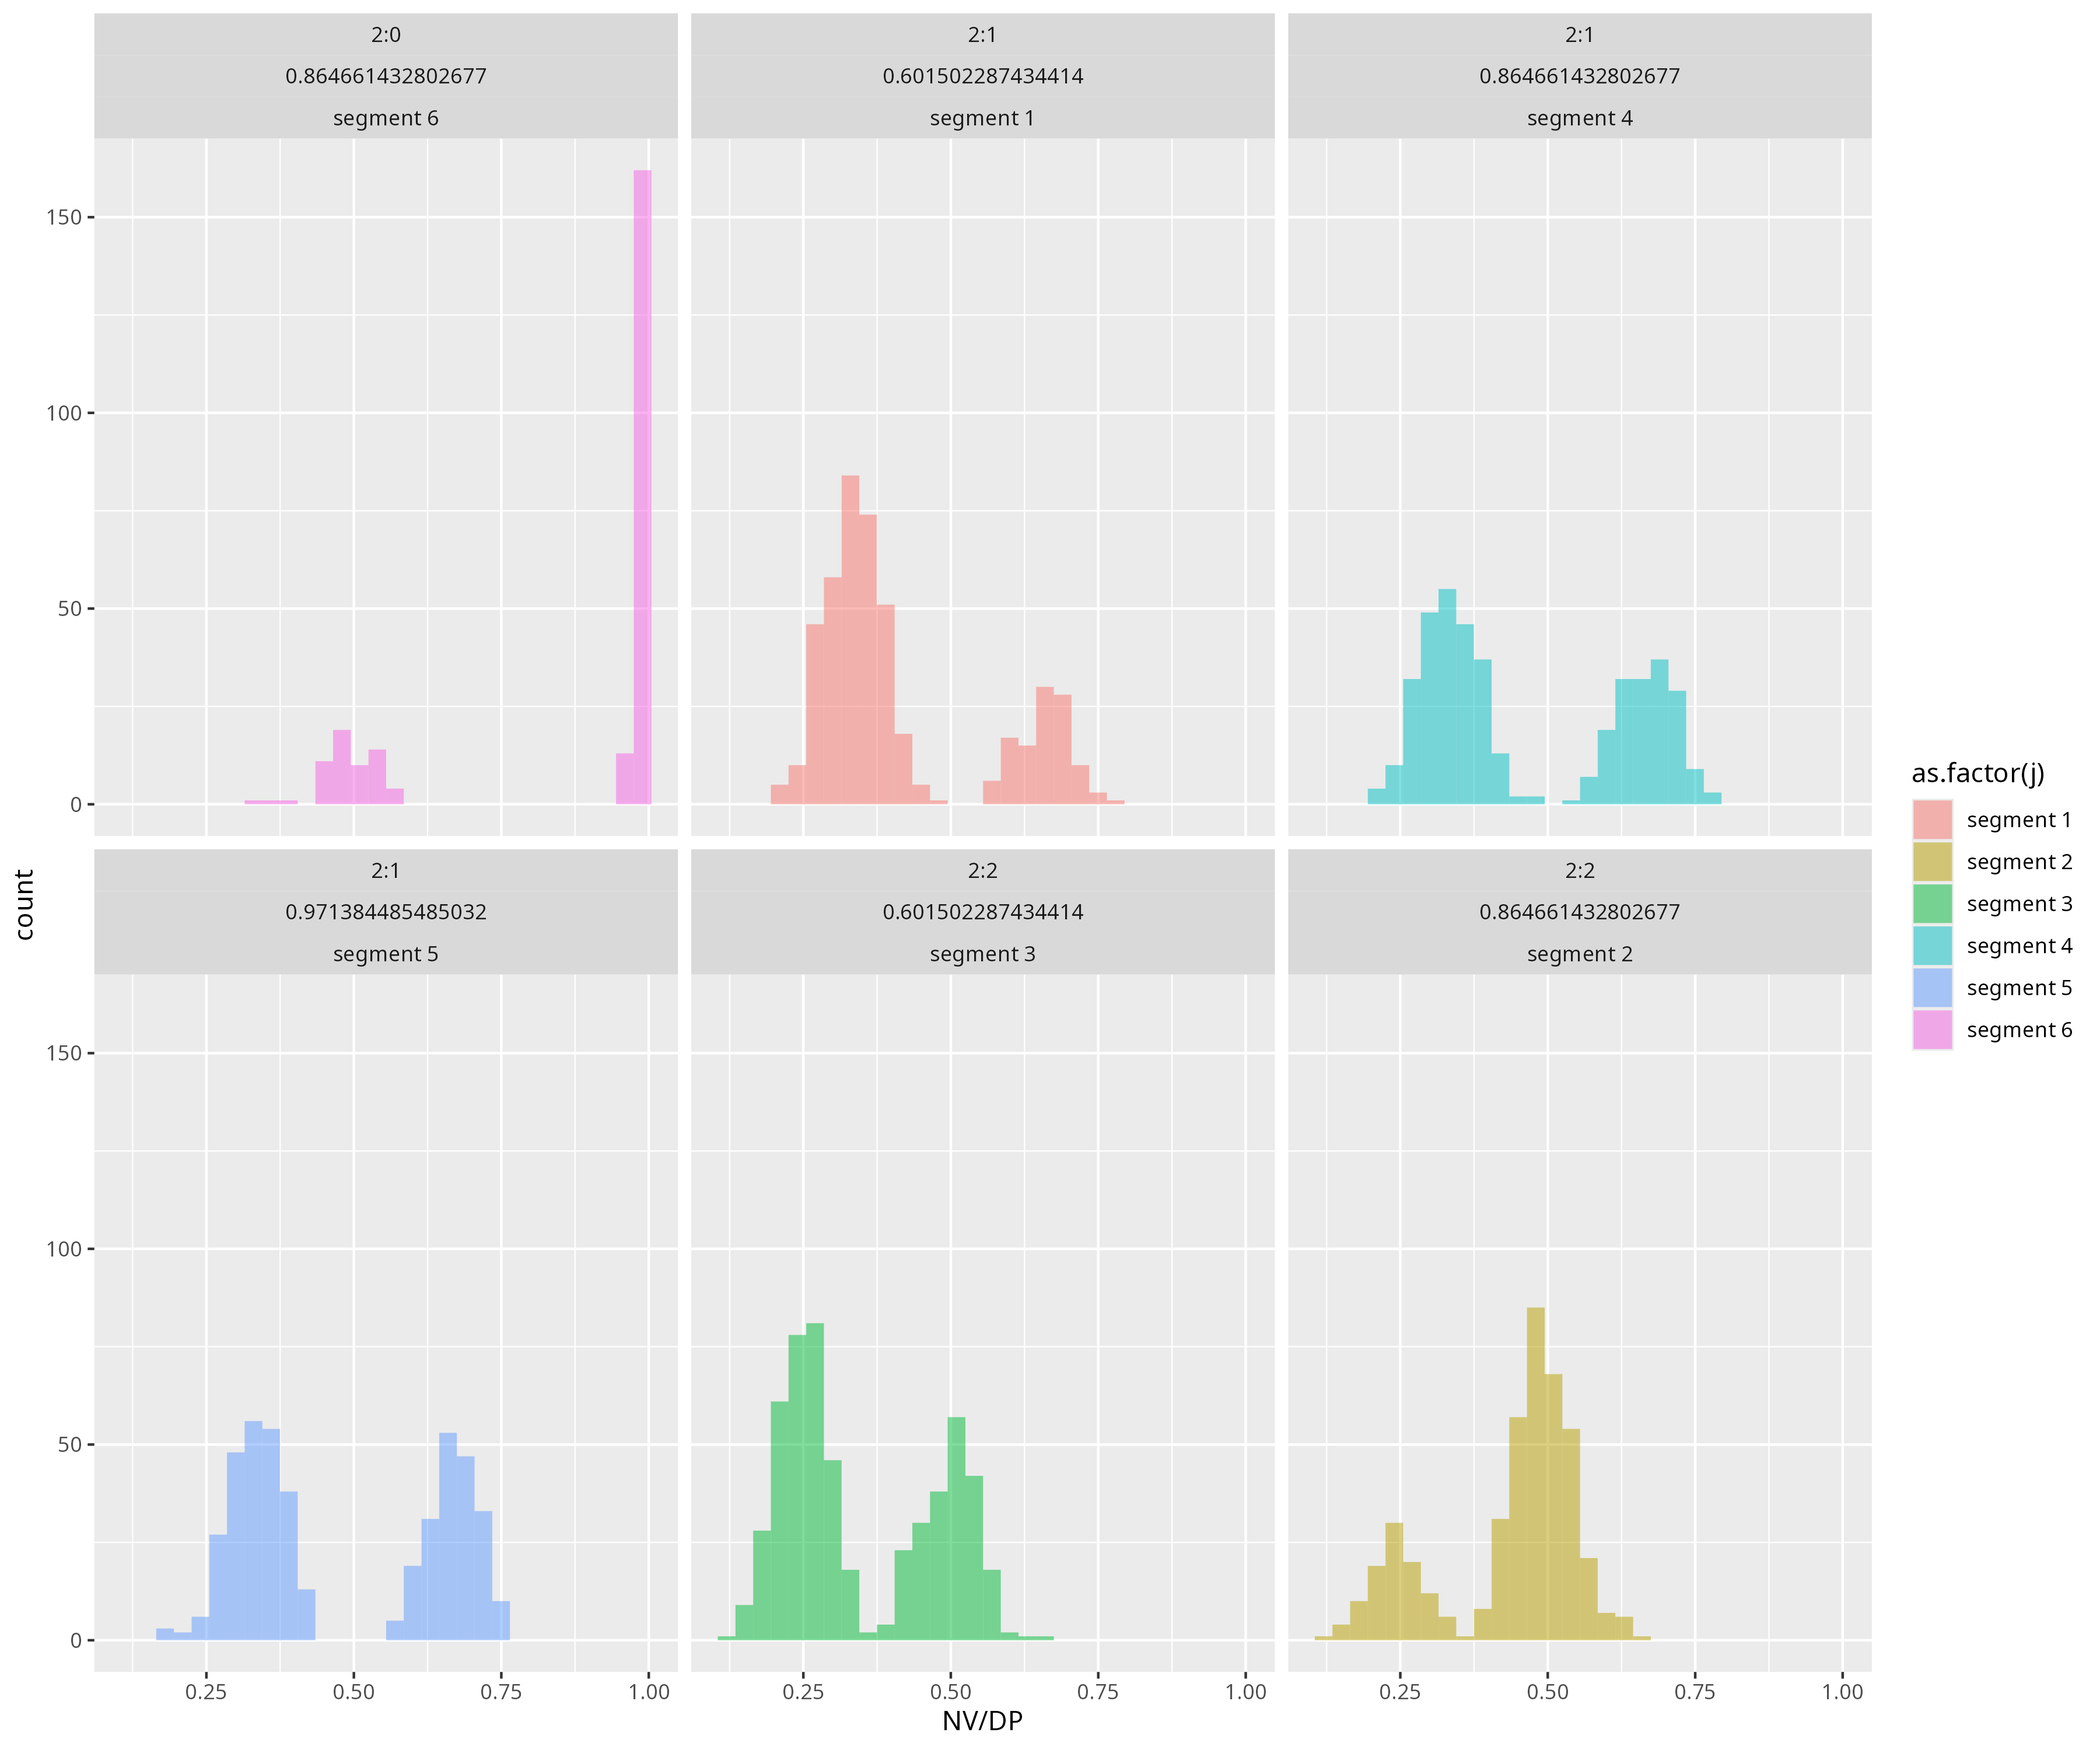 2:0
0.864661432802677
segment 6
2:1
0.601502287434414
segment 1
2:1
0.864661432802677
segment 4
150
100
50
0
2:1
0.971384485485032
segment 5
2:2
0.601502287434414
segment 3
2:2
0.864661432802677
segment 2
150
100
50
0
0.25 0.50 0.75 1.00
0.25 0.50 0.75 1.00
0.25 0.50 0.75 1.00
NV/DP
count
as.factor(j)
segment 1
segment 2
segment 3
segment 4
segment 5
segment 6